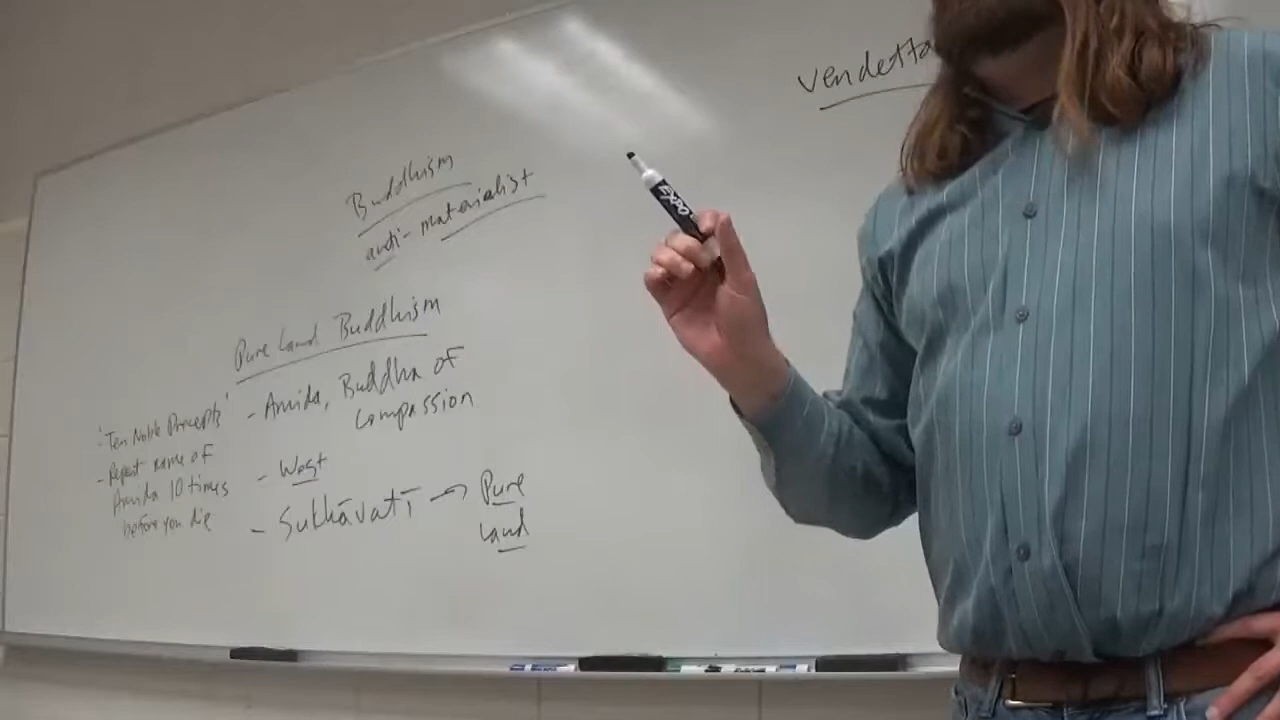 vendetta
Buddhism
anti-materialist
Pure Land Buddhism
- Amida, Buddha of
compassion
- West
- Sukhāvatī → Pure
Land
'Ten Noble Precepts'
- Repeat name of
Amida 10 times
before you die
EXPO